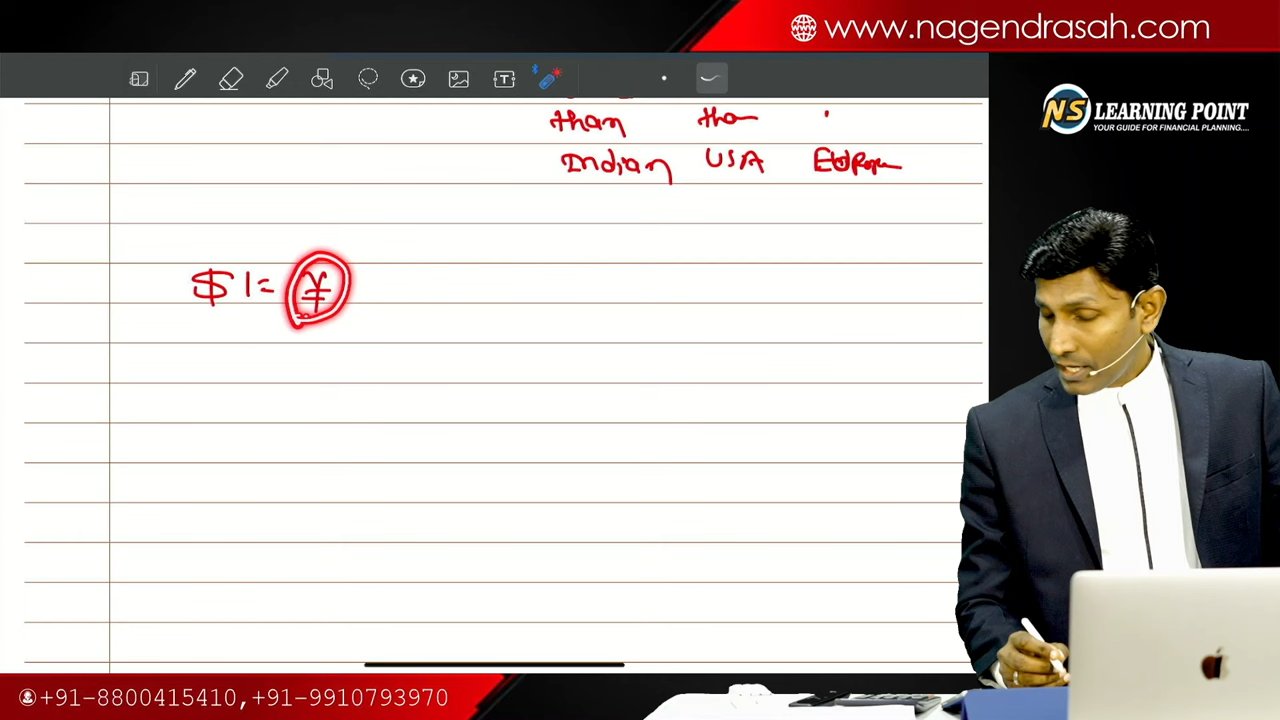 www.nagendrasah.com
NS LEARNING POINT
YOUR GUIDE FOR FINANCIAL PLANNING....
than than
Indian USA Europe
$1= ¥
+91-8800415410,+91-9910793970